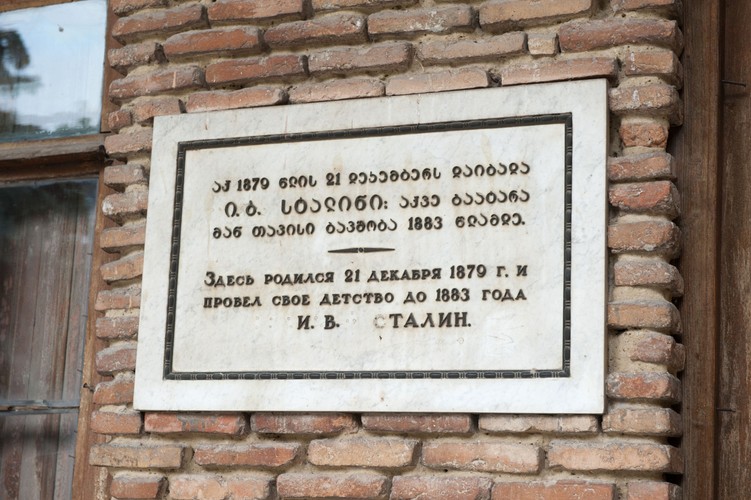 აქ 1879 წლის 21 დეკემბერს დაიბადა
ი. ბ. სტალინი: აქვე გაატარა
მან თავისი ბავშობა 1883 წლამდე.
ЗДЕСЬ РОДИЛСЯ 21 ДЕКАБРЯ 1879 Г. И
ПРОВЕЛ СВОЕ ДЕТСТВО ДО 1883 ГОДА
И. В. СТАЛИН.